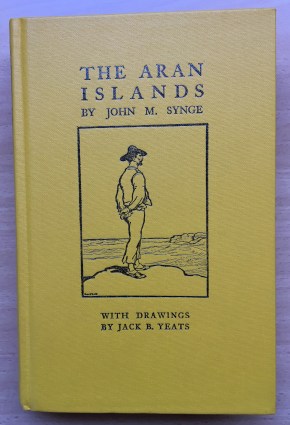 THE ARAN
ISLANDS
BY JOHN M. SYNGE
WITH DRAWINGS
BY JACK B. YEATS